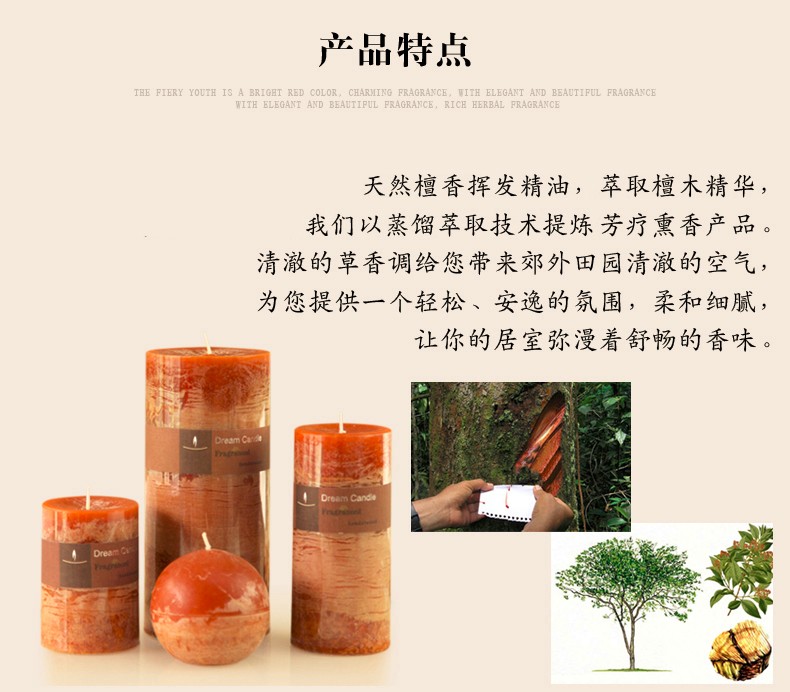 产品特点
THE FIERY YOUTH IS A BRIGHT RED COLOR, CHARMING FRAGRANCE, WITH ELEGANT AND BEAUTIFUL FRAGRANCE
WITH ELEGANT AND BEAUTIFUL FRAGRANCE, RICH HERBAL FRAGRANCE
天然檀香挥发精油，萃取檀木精华，
我们以蒸馏萃取技术提炼芳疗熏香产品。
清澈的草香调给您带来郊外田园清澈的空气，
为您提供一个轻松、安逸的氛围，柔和细腻，
让你的居室弥漫着舒畅的香味。
Dream Candle
Fragranced
Dream Candle
Fragranced
Dream Can
Fragranced